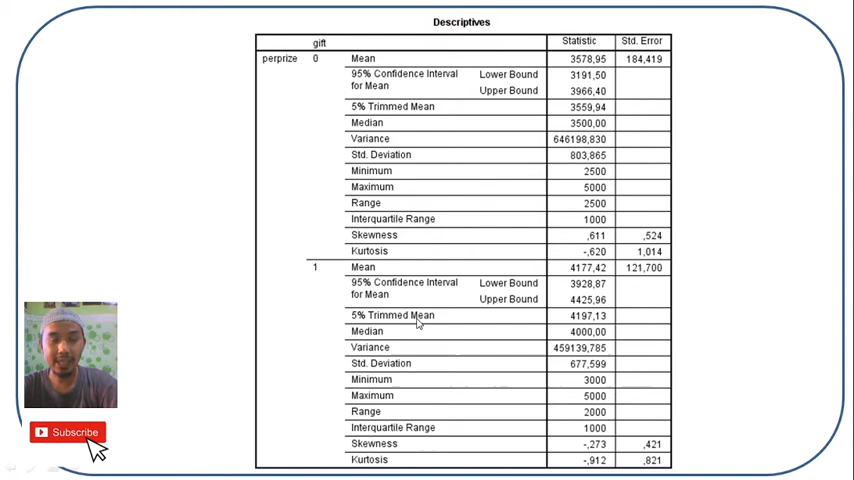 Descriptives
gift Statistic Std. Error
perprize 0 Mean 3578,95 184,419
95% Confidence Interval for Mean Lower Bound 3191,50
Upper Bound 3966,40
5% Trimmed Mean 3559,94
Median 3500,00
Variance 646198,830
Std. Deviation 803,865
Minimum 2500
Maximum 5000
Range 2500
Interquartile Range 1000
Skewness ,611 ,524
Kurtosis -,620 1,014
1 Mean 4177,42 121,700
95% Confidence Interval for Mean Lower Bound 3928,87
Upper Bound 4425,96
5% Trimmed Mean 4197,13
Median 4000,00
Variance 459139,785
Std. Deviation 677,599
Minimum 3000
Maximum 5000
Range 2000
Interquartile Range 1000
Skewness -,273 ,421
Kurtosis -,912 ,821
Subscribe